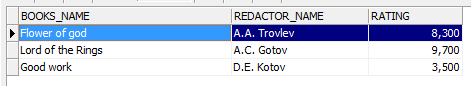 BOOKS_NAME REDACTOR_NAME RATING
Flower of god A.A. Trovlev 8,300
Lord of the Rings A.C. Gotov 9,700
Good work D.E. Kotov 3,500